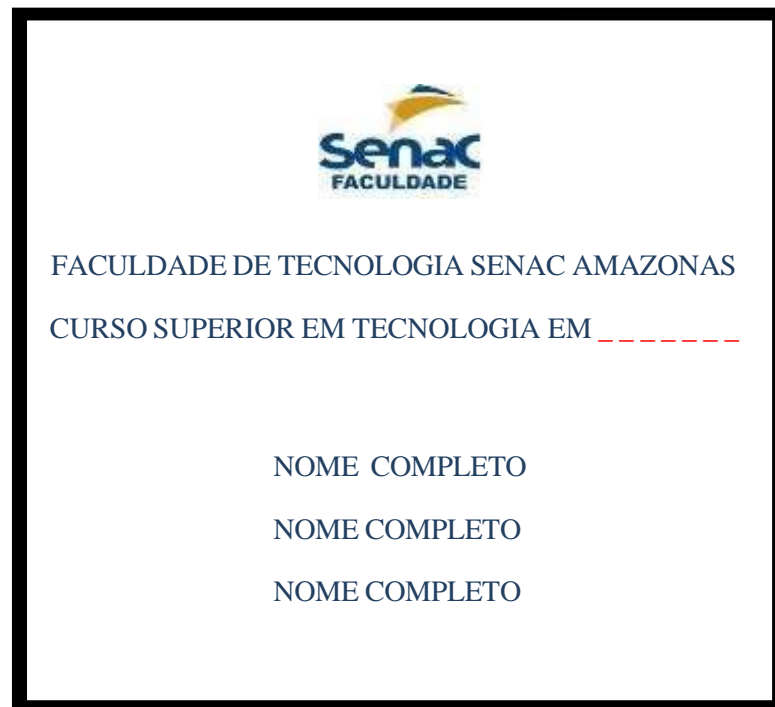 Senac
FACULDADE
FACULDADE DE TECNOLOGIA SENAC AMAZONAS
CURSO SUPERIOR EM TECNOLOGIA EM _ _ _ _ _ _ _
NOME COMPLETO
NOME COMPLETO
NOME COMPLETO